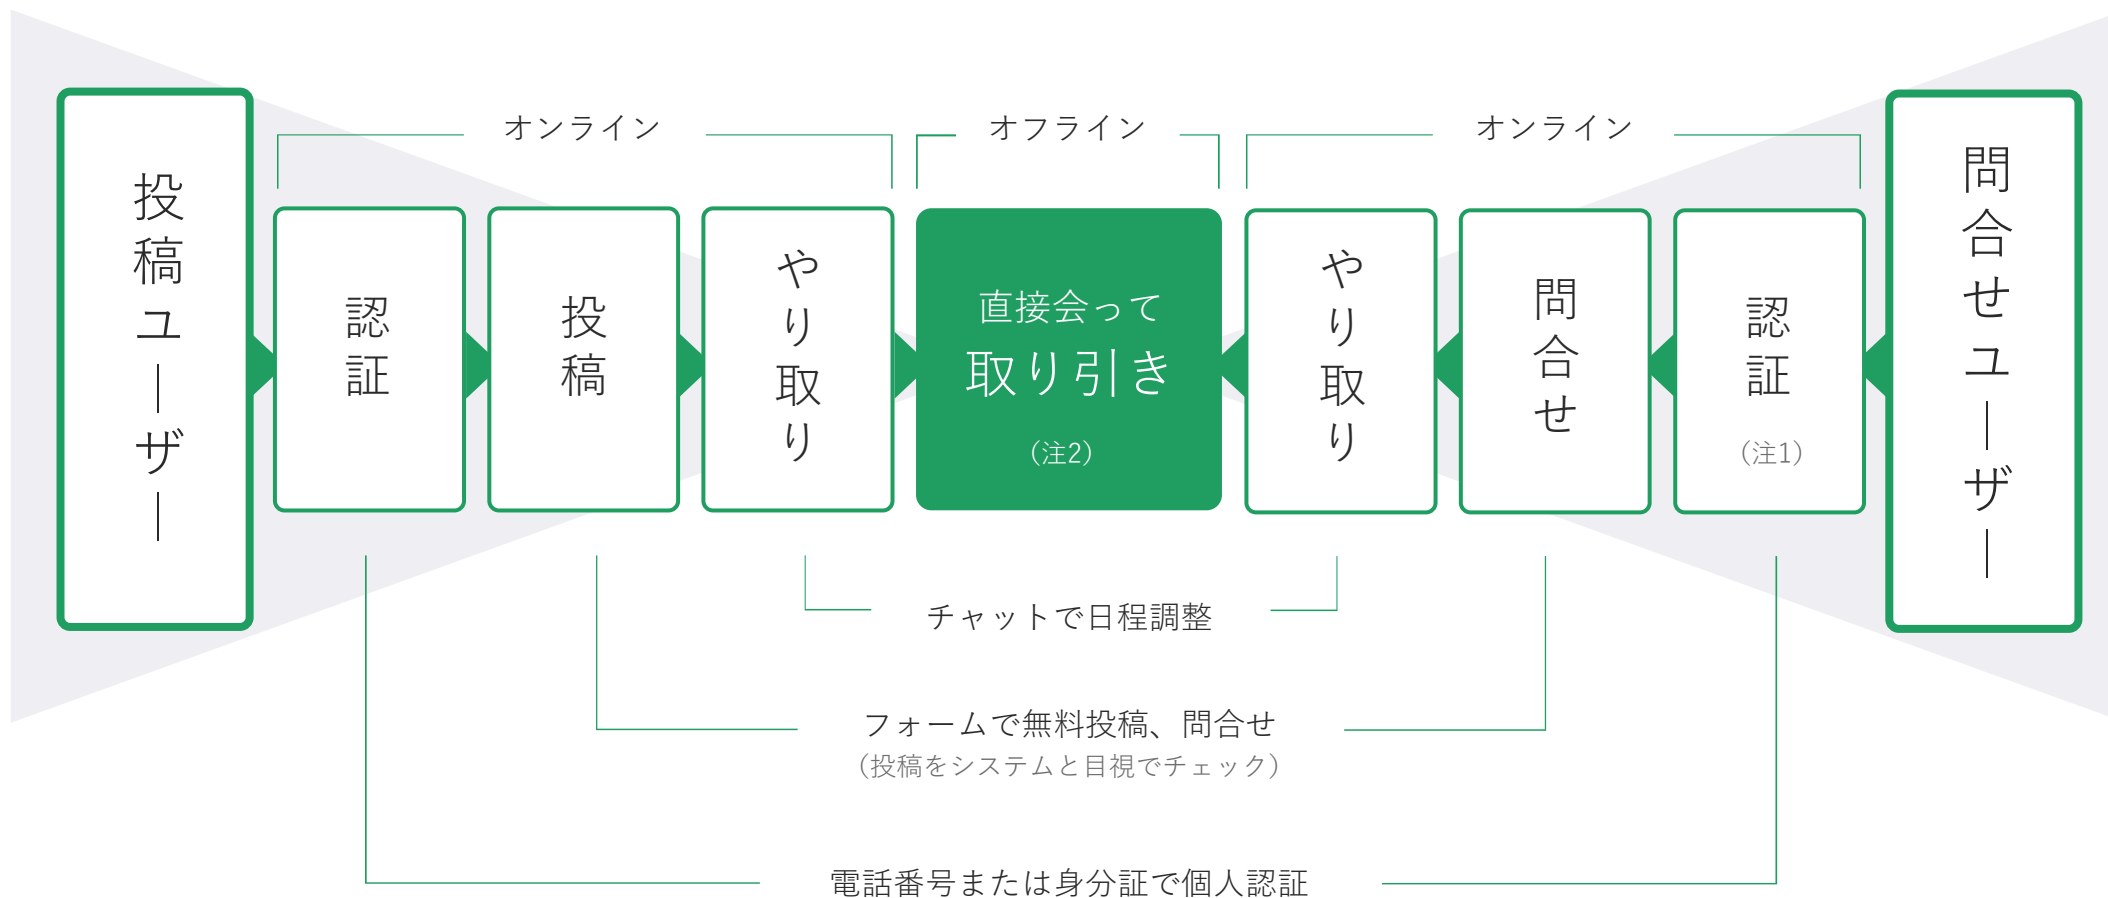 オンライン
オフライン
オンライン
投稿ユーザー
認証
投稿
やり取り
直接会って
取り引き
（注2）
やり取り
問合せ
認証
（注1）
問合せユーザー
チャットで日程調整
フォームで無料投稿、問合せ
（投稿をシステムと目視でチェック）
電話番号または身分証で個人認証